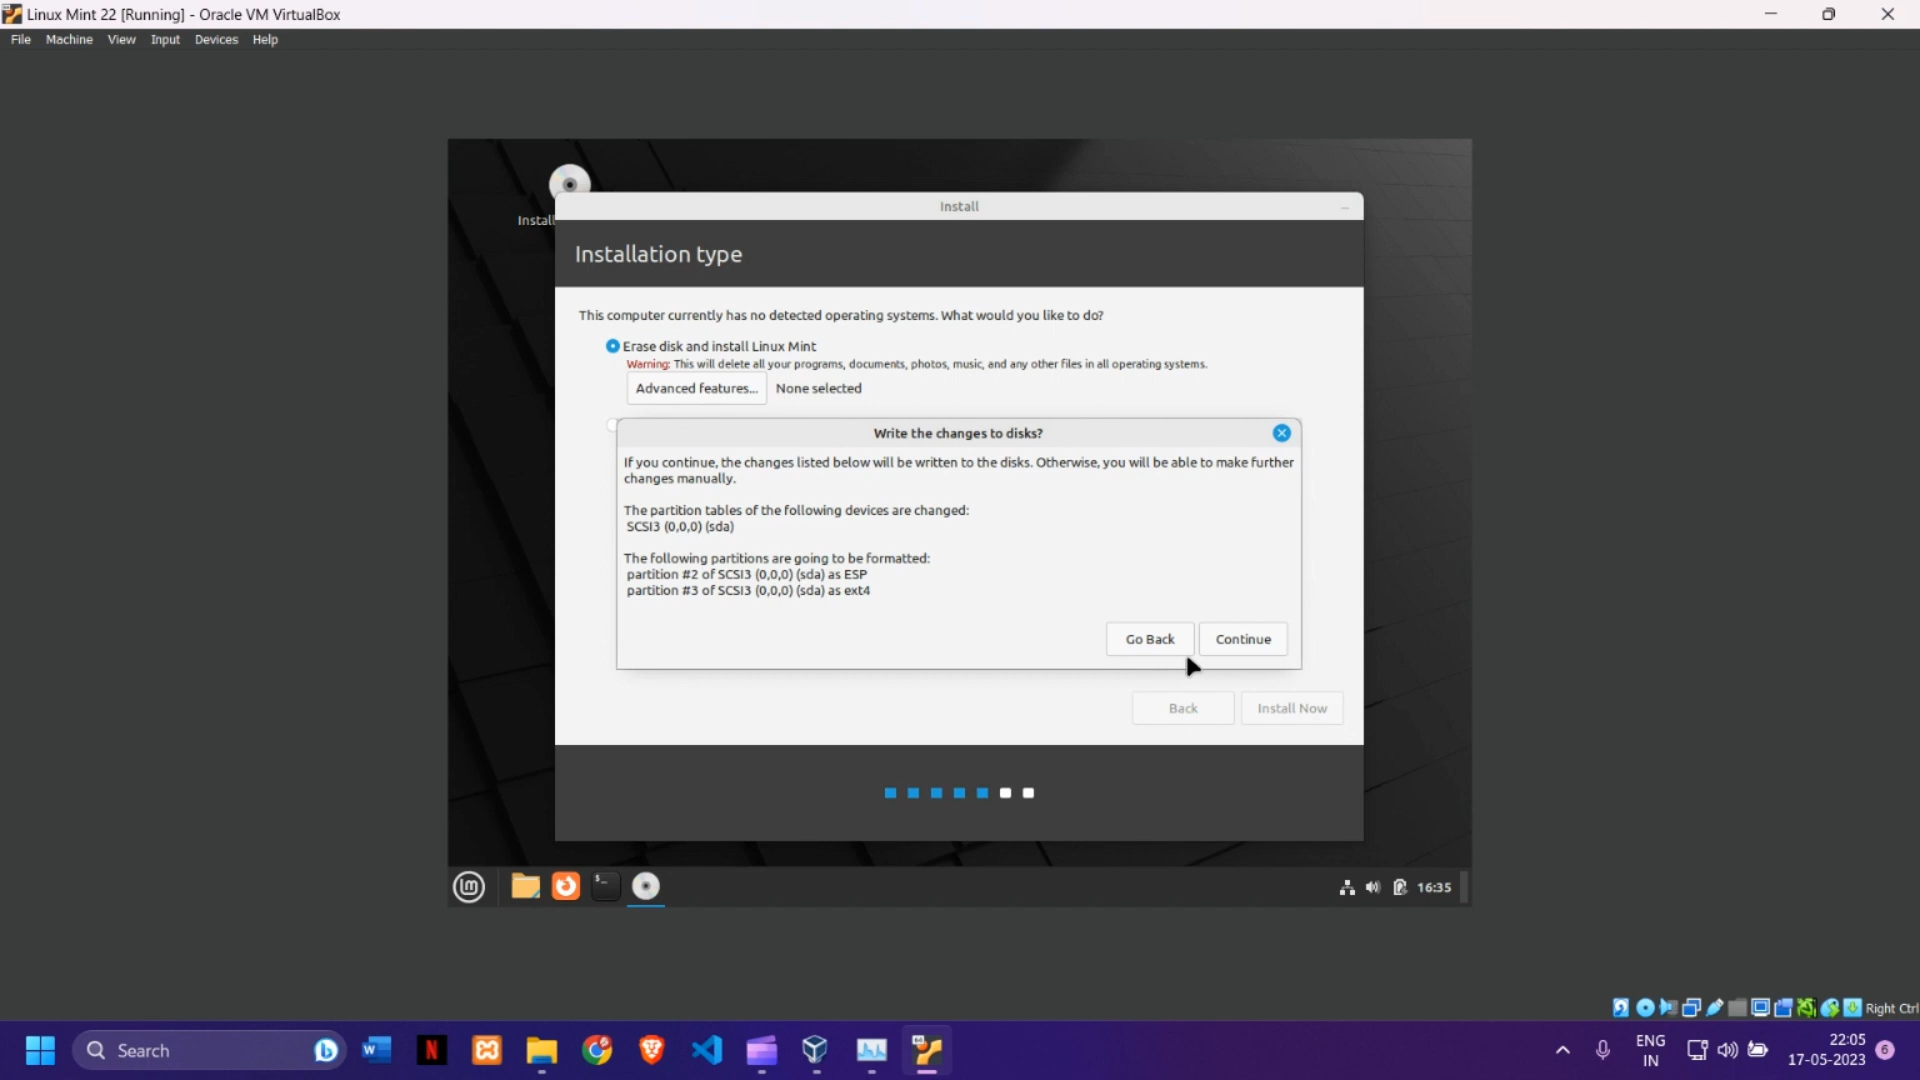 Linux Mint 22 [Running] - Oracle VM VirtualBox
File Machine View Input Devices Help
Install
Install
Installation type
This computer currently has no detected operating systems. What would you like to do?
Erase disk and install Linux Mint
Warning: This will delete all your programs, documents, photos, music, and any other files in all operating systems.
Advanced features... None selected
Write the changes to disks?
If you continue, the changes listed below will be written to the disks. Otherwise, you will be able to make further
changes manually.
The partition tables of the following devices are changed:
SCSI3 (0,0,0) (sda)
The following partitions are going to be formatted:
partition #2 of SCSI3 (0,0,0) (sda) as ESP
partition #3 of SCSI3 (0,0,0) (sda) as ext4
Go Back Continue
Back Install Now
16:35
Right Ctrl
Search
ENG
IN
22:05
17-05-2023
6